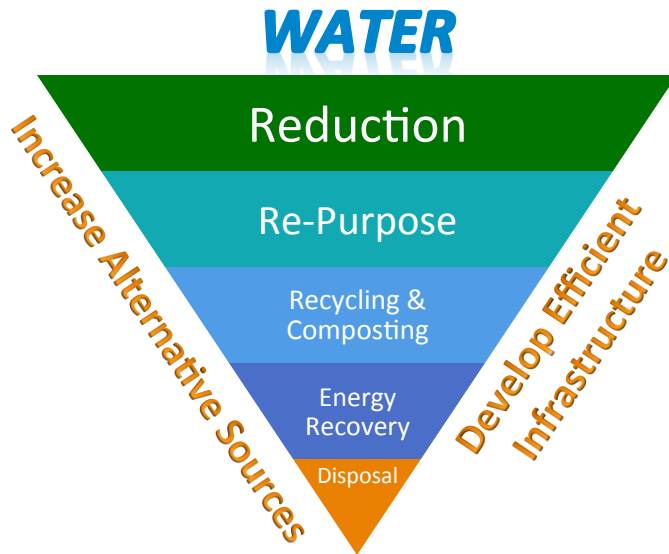 WATER
Reduction
Re-Purpose
Recycling &
Composting
Energy
Recovery
Disposal
Increase Alternative Sources
Develop Efficient
Infrastructure